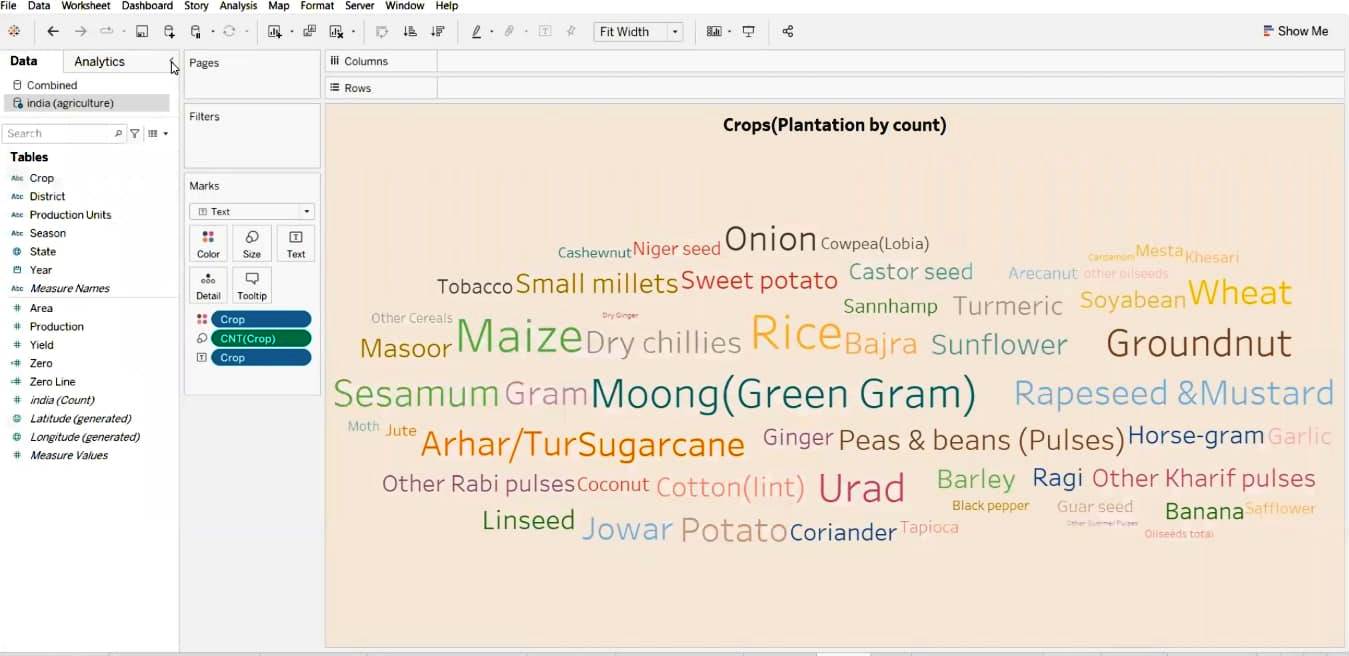 File Data Worksheet Dashboard Story Analysis Map Format Server Window Help
Fit Width
Show Me
Data Analytics
Combined
india (agriculture)
Search
Tables
Abc Crop
Abc District
Abc Production Units
Abc Season
State
Year
Abc Measure Names
# Area
# Production
# Yield
# Zero
# Zero Line
# india (Count)
Latitude (generated)
Longitude (generated)
# Measure Values
Pages
Filters
Marks
Text
Color Size Text
Detail Tooltip
Crop
CNT(Crop)
Crop
Columns
Rows
Crops(Plantation by count)
Cashewnut Niger seed Onion Cowpea(Lobia) Cardamom Mesta Khesari
Tobacco Small millets Sweet potato Castor seed Arecanut other oilseeds
Sannhamp Turmeric Soyabean Wheat
Other Cereals Dry Ginger
Masoor Maize Dry chillies Rice Bajra Sunflower Groundnut
Sesamum Gram Moong(Green Gram) Rapeseed &Mustard
Moth Jute Arhar/Tur Sugarcane Ginger Peas & beans (Pulses) Horse-gram Garlic
Other Rabi pulses Coconut Cotton(lint) Urad Barley Ragi Other Kharif pulses
Black pepper Guar seed Banana Safflower
Linseed Jowar Potato Coriander Tapioca Other Summer Pulses
Oilseeds total